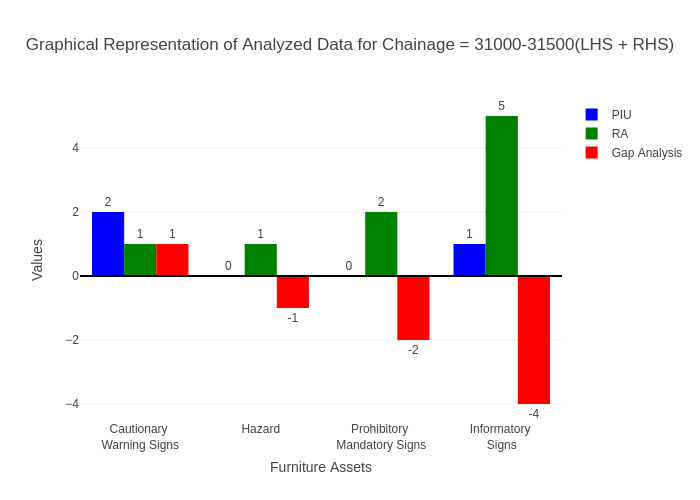 Graphical Representation of Analyzed Data for Chainage = 31000-31500(LHS + RHS)
PIU
RA
Gap Analysis
Values
4
2
0
−2
−4
2
1
1
0
1
-1
0
2
-2
1
5
-4
Cautionary
Warning Signs
Hazard
Prohibitory
Mandatory Signs
Informatory
Signs
Furniture Assets